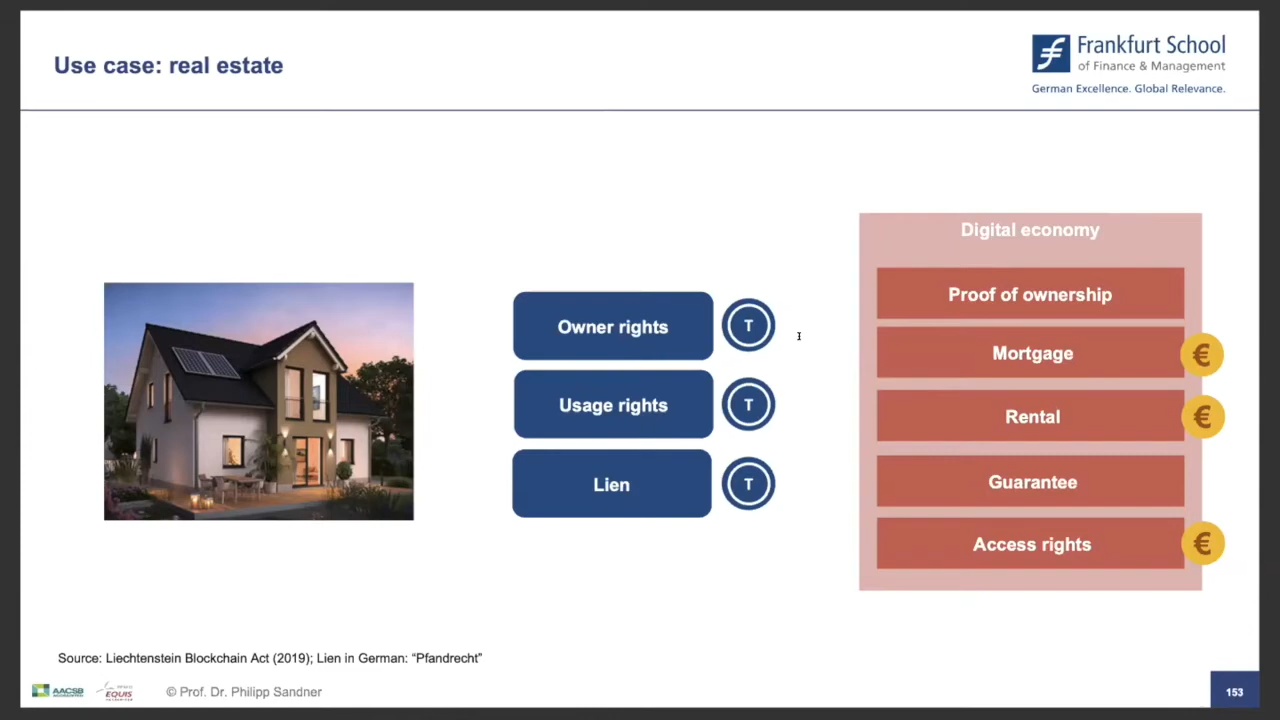 Use case: real estate
Frankfurt School
of Finance & Management
German Excellence. Global Relevance.
Owner rights
T
Usage rights
T
Lien
T
Digital economy
Proof of ownership
Mortgage
€
Rental
€
Guarantee
Access rights
€
Source: Liechtenstein Blockchain Act (2019); Lien in German: “Pfandrecht”
AACSB
EQUIS
© Prof. Dr. Philipp Sandner
153